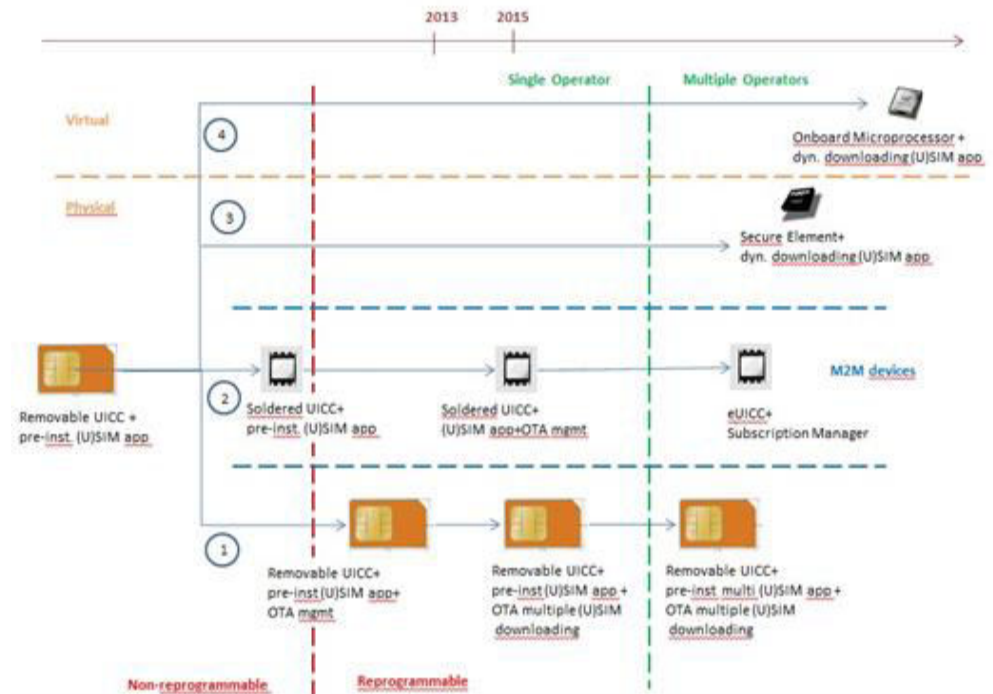 2013
2015
Single Operator
Multiple Operators
Virtual
4
Onboard Microprocessor +
dyn. downloading (U)SIM app
Physical
3
Secure Element+
dyn. downloading (U)SIM app
M2M devices
2
Removable UICC +
pre-inst. (U)SIM app
Soldered UICC+
pre-inst. (U)SIM app
Soldered UICC+
(U)SIM app+OTA mgmt
eUICC+
Subscription Manager
1
Removable UICC+
pre-inst(U)SIM app+
OTA mgmt
Removable UICC+
pre-inst (U)SIM app +
OTA multiple (U)SIM
downloading
Removable UICC+
pre-inst multi (U)SIM app +
OTA multiple (U)SIM
downloading
Non-reprogrammable
Reprogrammable